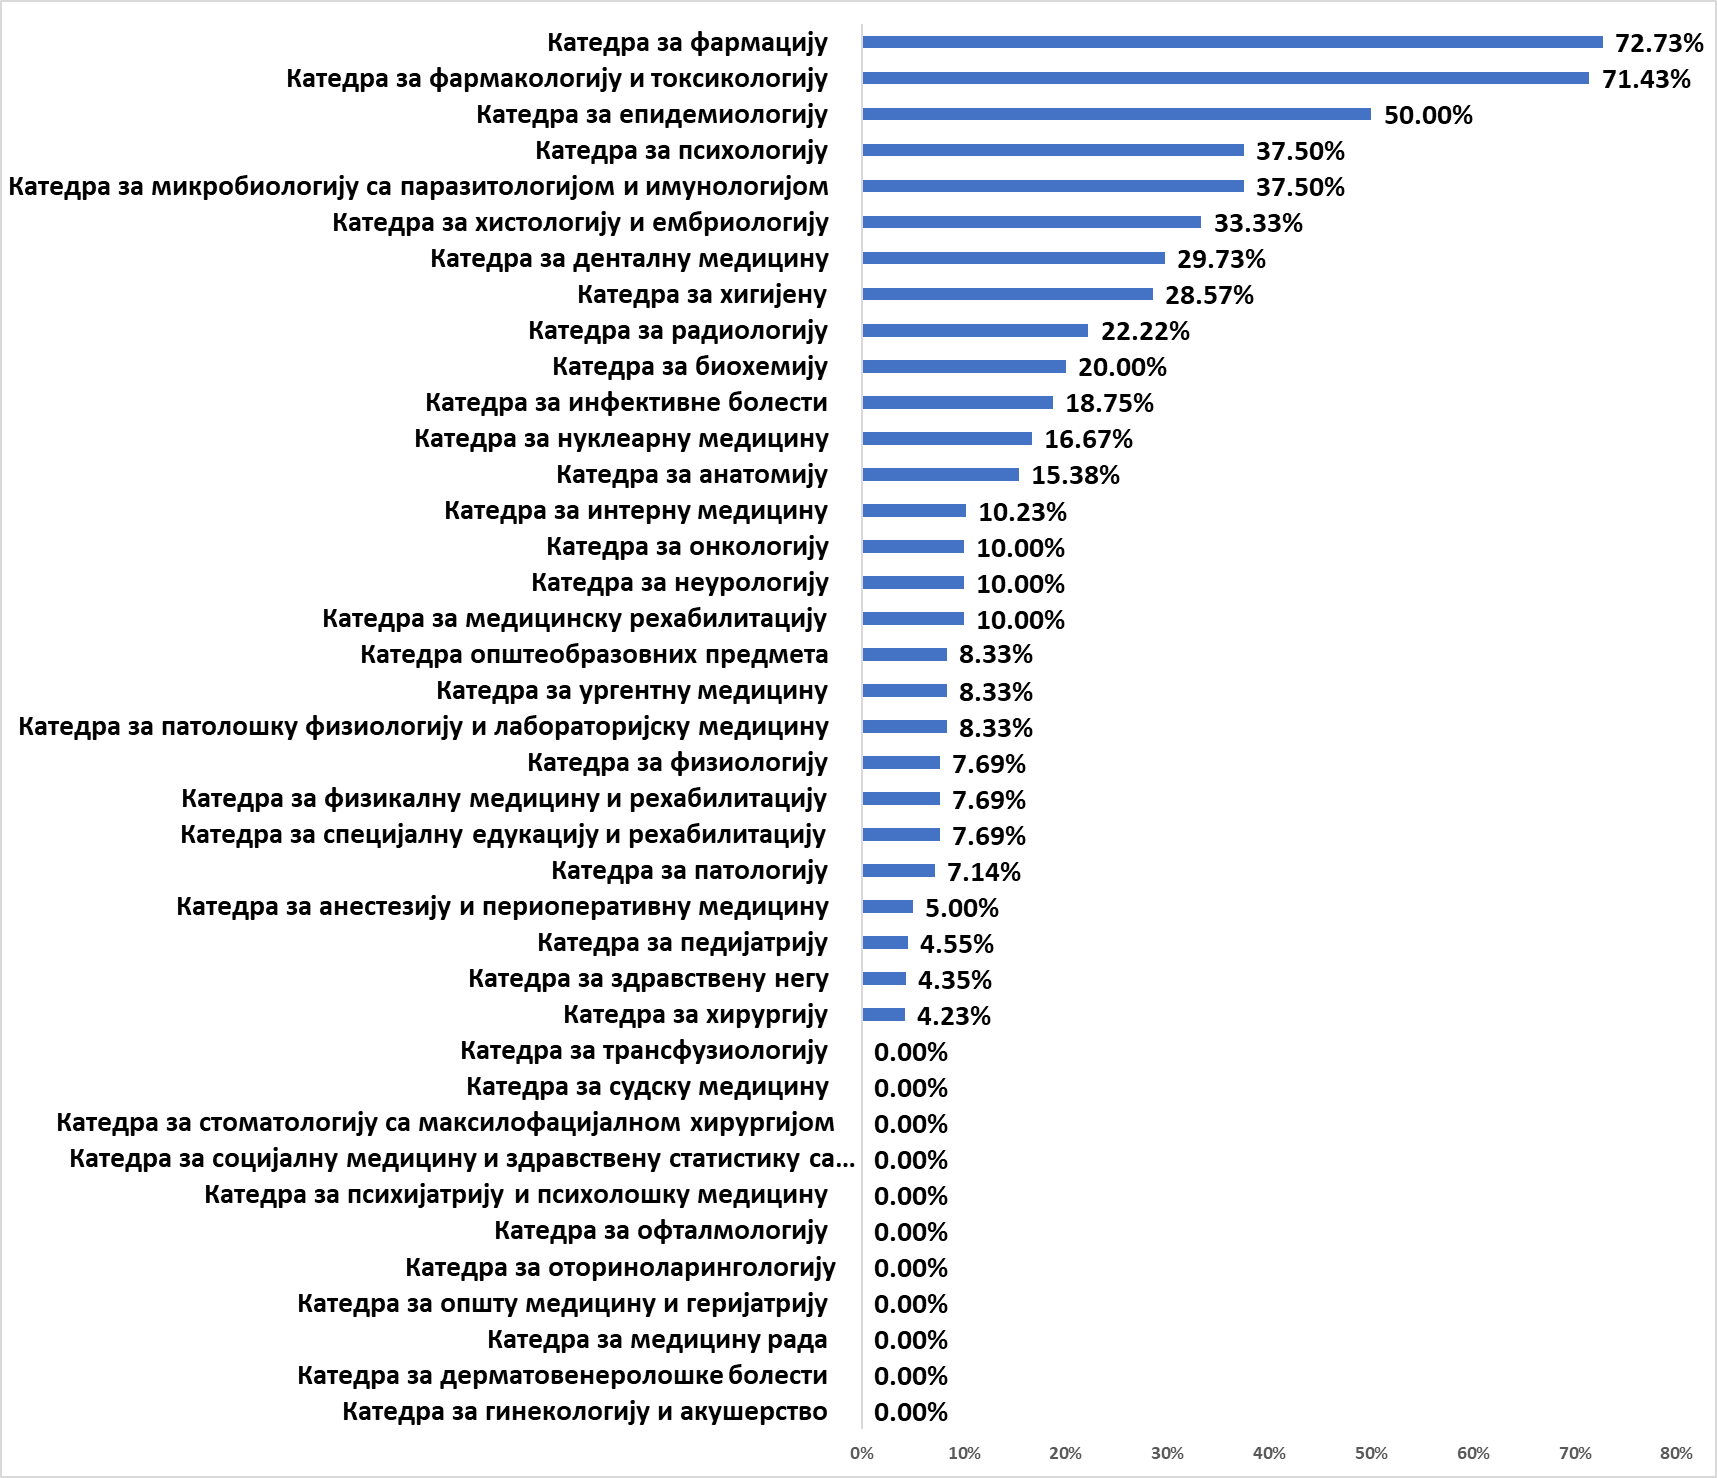 Катедра за фармацију 72.73%
Катедра за фармакологију и токсикологију 71.43%
Катедра за епидемиологију 50.00%
Катедра за психологију 37.50%
Катедра за микробиологију са паразитологијом и имунологијом 37.50%
Катедра за хистологију и ембриологију 33.33%
Катедра за денталну медицину 29.73%
Катедра за хигијену 28.57%
Катедра за радиологију 22.22%
Катедра за биохемију 20.00%
Катедра за инфективне болести 18.75%
Катедра за нуклеарну медицину 16.67%
Катедра за анатомију 15.38%
Катедра за интерну медицину 10.23%
Катедра за онкологију 10.00%
Катедра за неурологију 10.00%
Катедра за медицинску рехабилитацију 10.00%
Катедра општеобразовних предмета 8.33%
Катедра за ургентну медицину 8.33%
Катедра за патолошку физиологију и лабораторијску медицину 8.33%
Катедра за физиологију 7.69%
Катедра за физикалну медицину и рехабилитацију 7.69%
Катедра за специјалну едукацију и рехабилитацију 7.69%
Катедра за патологију 7.14%
Катедра за анестезију и периоперативну медицину 5.00%
Катедра за педијатрију 4.55%
Катедра за здравствену негу 4.35%
Катедра за хирургију 4.23%
Катедра за трансфузиологију 0.00%
Катедра за судску медицину 0.00%
Катедра за стоматологију са максилофацијалном хирургијом 0.00%
Катедра за социјалну медицину и здравствену статистику са... 0.00%
Катедра за психијатрију и психолошку медицину 0.00%
Катедра за офталмологију 0.00%
Катедра за оториноларингологију 0.00%
Катедра за општу медицину и геријатрију 0.00%
Катедра за медицину рада 0.00%
Катедра за дерматовенеролошке болести 0.00%
Катедра за гинекологију и акушерство 0.00%
0% 10% 20% 30% 40% 50% 60% 70% 80%